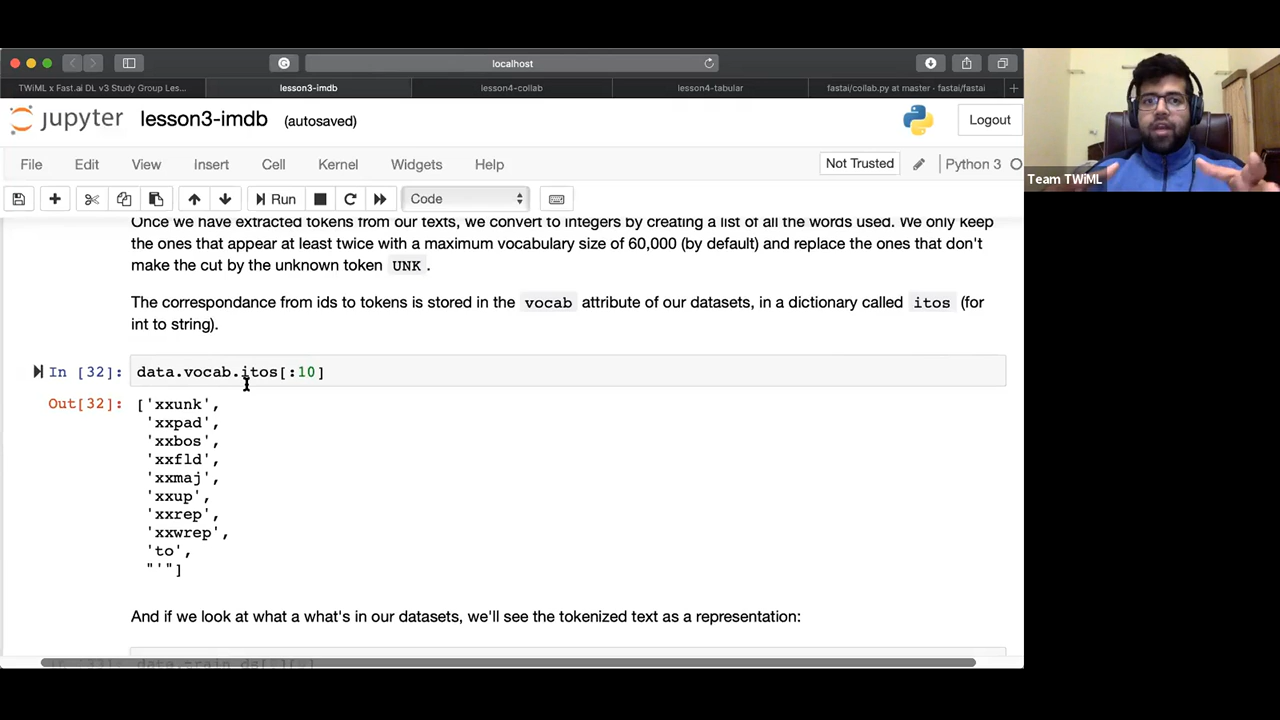 localhost
TWiML x Fast.ai DL v3 Study Group Les...
lesson3-imdb
lesson4-collab
lesson4-tabular
fastai/collab.py at master · fastai/fastai
jupyter lesson3-imdb (autosaved)
Logout
File Edit View Insert Cell Kernel Widgets Help
Not Trusted
Python 3
Run
Code
Once we have extracted tokens from our texts, we convert to integers by creating a list of all the words used. We only keep
the ones that appear at least twice with a maximum vocabulary size of 60,000 (by default) and replace the ones that don't
make the cut by the unknown token UNK .
The correspondance from ids to tokens is stored in the vocab attribute of our datasets, in a dictionary called itos (for
int to string).
In [32]: data.vocab.itos[:10]
Out[32]: ['xxunk',
'xxpad',
'xxbos',
'xxfld',
'xxmaj',
'xxup',
'xxrep',
'xxwrep',
'to',
"'"]
And if we look at what a what's in our datasets, we'll see the tokenized text as a representation:
Team TWiML